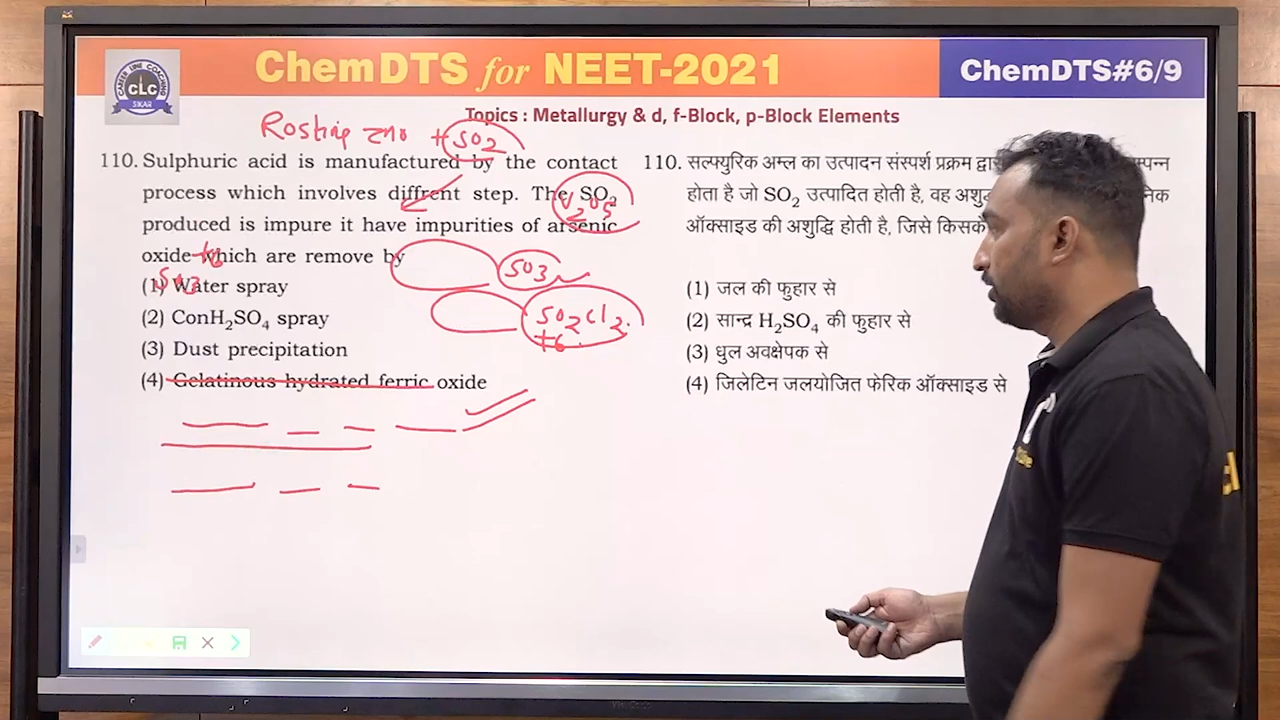 ChemDTS for NEET-2021
ChemDTS#6/9
CAREER LINE COACHING
CLC
SIKAR
Topics : Metallurgy & d, f-Block, p-Block Elements
Rosting ZnO + SO2
110. Sulphuric acid is manufactured by the contact
process which involves diffrent step. The SO2
V2O5
produced is impure it have impurities of arsenic
oxide which are remove by
+6
SO3
SO3
(1) Water spray
SO2Cl2
+6
(2) ConH₂SO₄ spray
(3) Dust precipitation
(4) Gelatinous hydrated ferric oxide
110. सल्फ्युरिक अम्ल का उत्पादन संस्पर्श प्रक्रम
होता है जो SO₂ उत्पादित होती है, वह
ऑक्साइड की अशुद्धि होती है, जिसे
(1) जल की फुहार से
(2) सान्द्र H₂SO₄ की फुहार से
(3) धुल अवक्षेपक से
(4) जिलेटिन जलयोजित फेरिक ऑक्साइड से